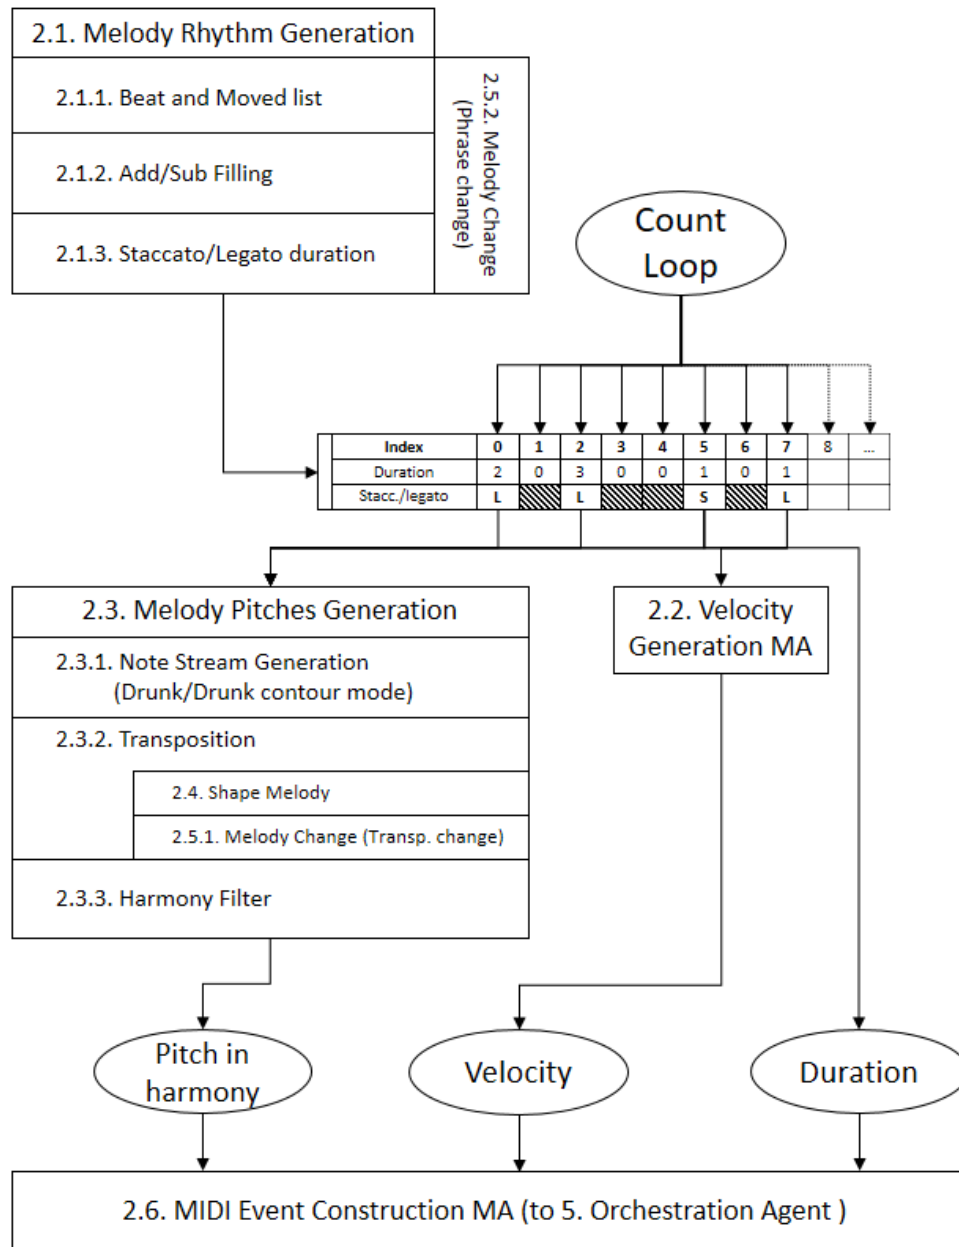 2.1. Melody Rhythm Generation
2.1.1. Beat and Moved list
2.1.2. Add/Sub Filling
2.1.3. Staccato/Legato duration
2.5.2. Melody Change
(Phrase change)
Count
Loop
Index 0 1 2 3 4 5 6 7 8 ...
Duration 2 0 3 0 0 1 0 1
Stacc./legato L L S L
2.3. Melody Pitches Generation
2.3.1. Note Stream Generation
(Drunk/Drunk contour mode)
2.3.2. Transposition
2.4. Shape Melody
2.5.1. Melody Change (Transp. change)
2.3.3. Harmony Filter
2.2. Velocity
Generation MA
Pitch in
harmony
Velocity
Duration
2.6. MIDI Event Construction MA (to 5. Orchestration Agent )